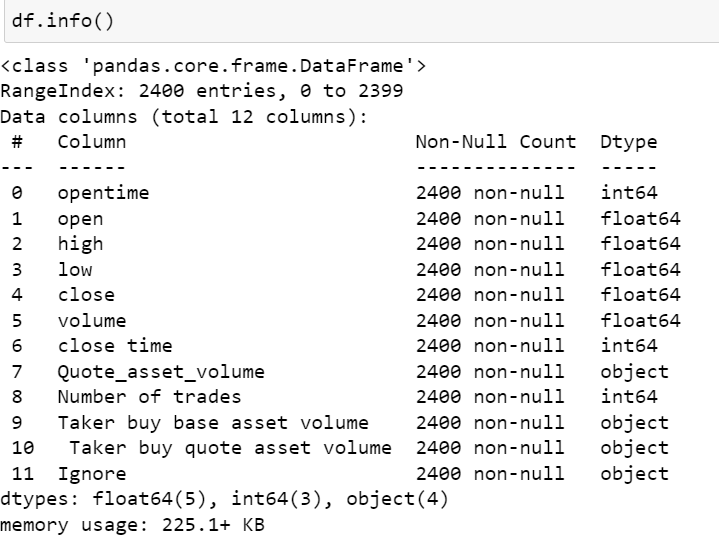 df.info()
<class 'pandas.core.frame.DataFrame'>
RangeIndex: 2400 entries, 0 to 2399
Data columns (total 12 columns):
 #   Column                         Non-Null Count  Dtype
---  ------                         --------------  -----
 0   opentime                       2400 non-null   int64
 1   open                           2400 non-null   float64
 2   high                           2400 non-null   float64
 3   low                            2400 non-null   float64
 4   close                          2400 non-null   float64
 5   volume                         2400 non-null   float64
 6   close time                     2400 non-null   int64
 7   Quote_asset_volume             2400 non-null   object
 8   Number of trades               2400 non-null   int64
 9   Taker buy base asset volume    2400 non-null   object
 10   Taker buy quote asset volume  2400 non-null   object
 11  Ignore                         2400 non-null   object
dtypes: float64(5), int64(3), object(4)
memory usage: 225.1+ KB